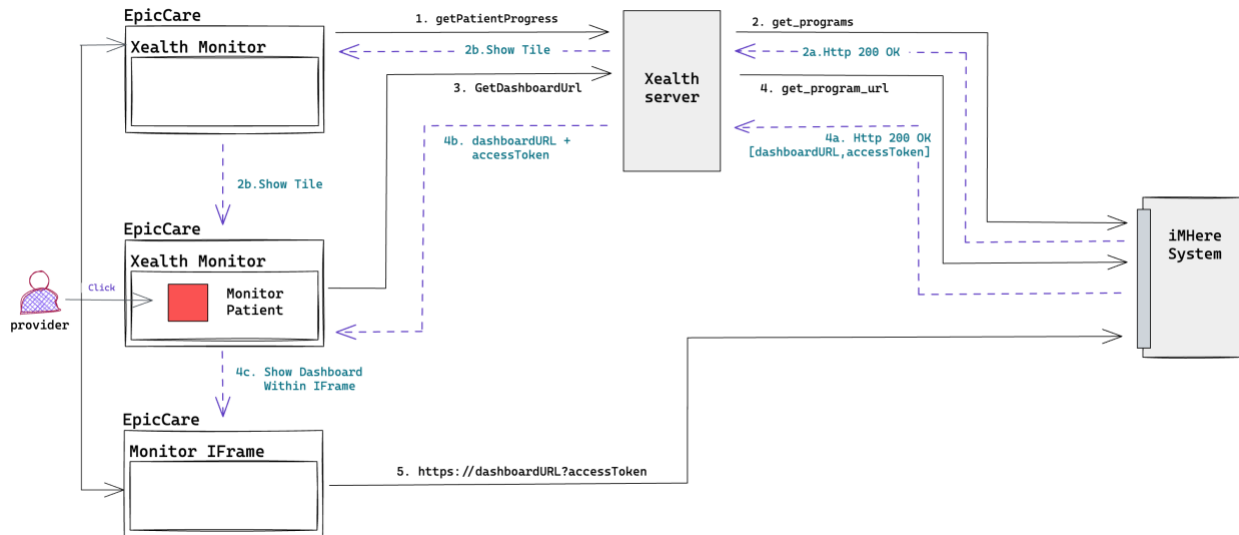 EpicCare
Xealth Monitor
1. getPatientProgress
2b.Show Tile
3. GetDashboardUrl
4b. dashboardURL +
accessToken
Xealth
server
2. get_programs
2a.Http 200 OK
4. get_program_url
4a. Http 200 OK
[dashboardURL,accessToken]
2b.Show Tile
iMHere
System
EpicCare
Xealth Monitor
Monitor
Patient
Click
provider
4c. Show Dashboard
Within IFrame
EpicCare
Monitor IFrame
5. https://dashboardURL?accessToken